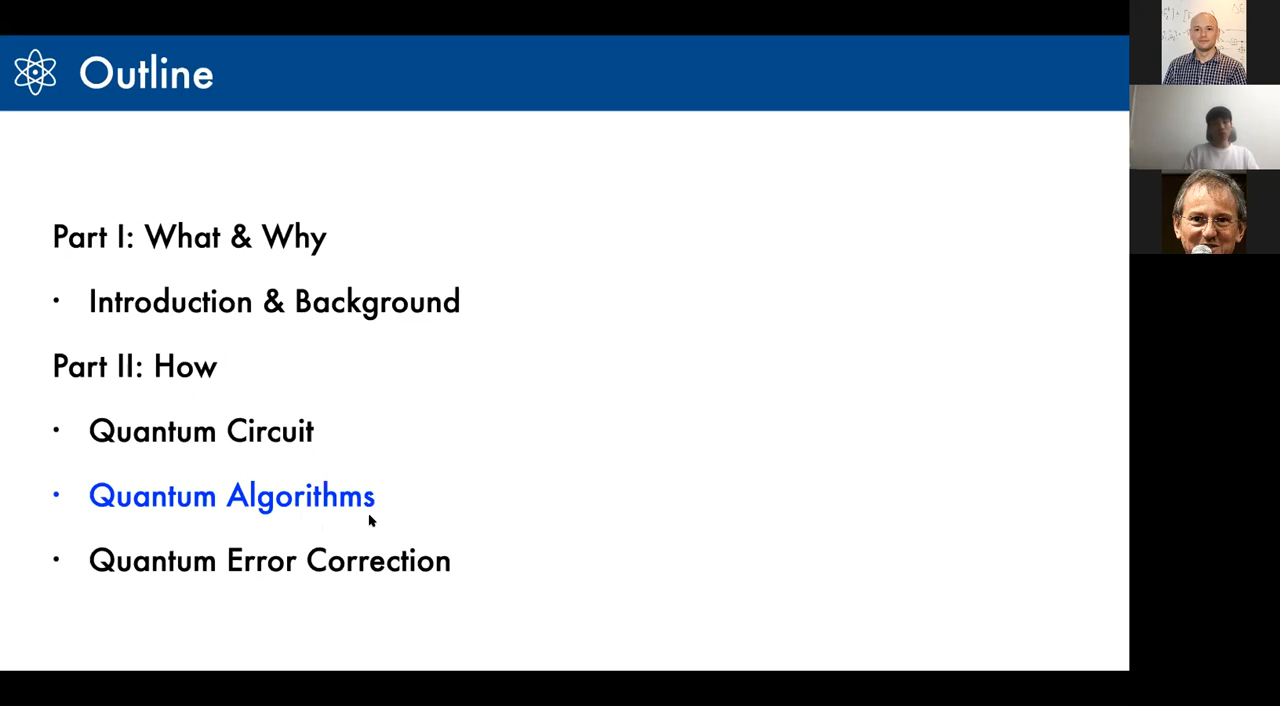 Outline
Part I: What & Why
• Introduction & Background
Part II: How
• Quantum Circuit
• Quantum Algorithms
• Quantum Error Correction